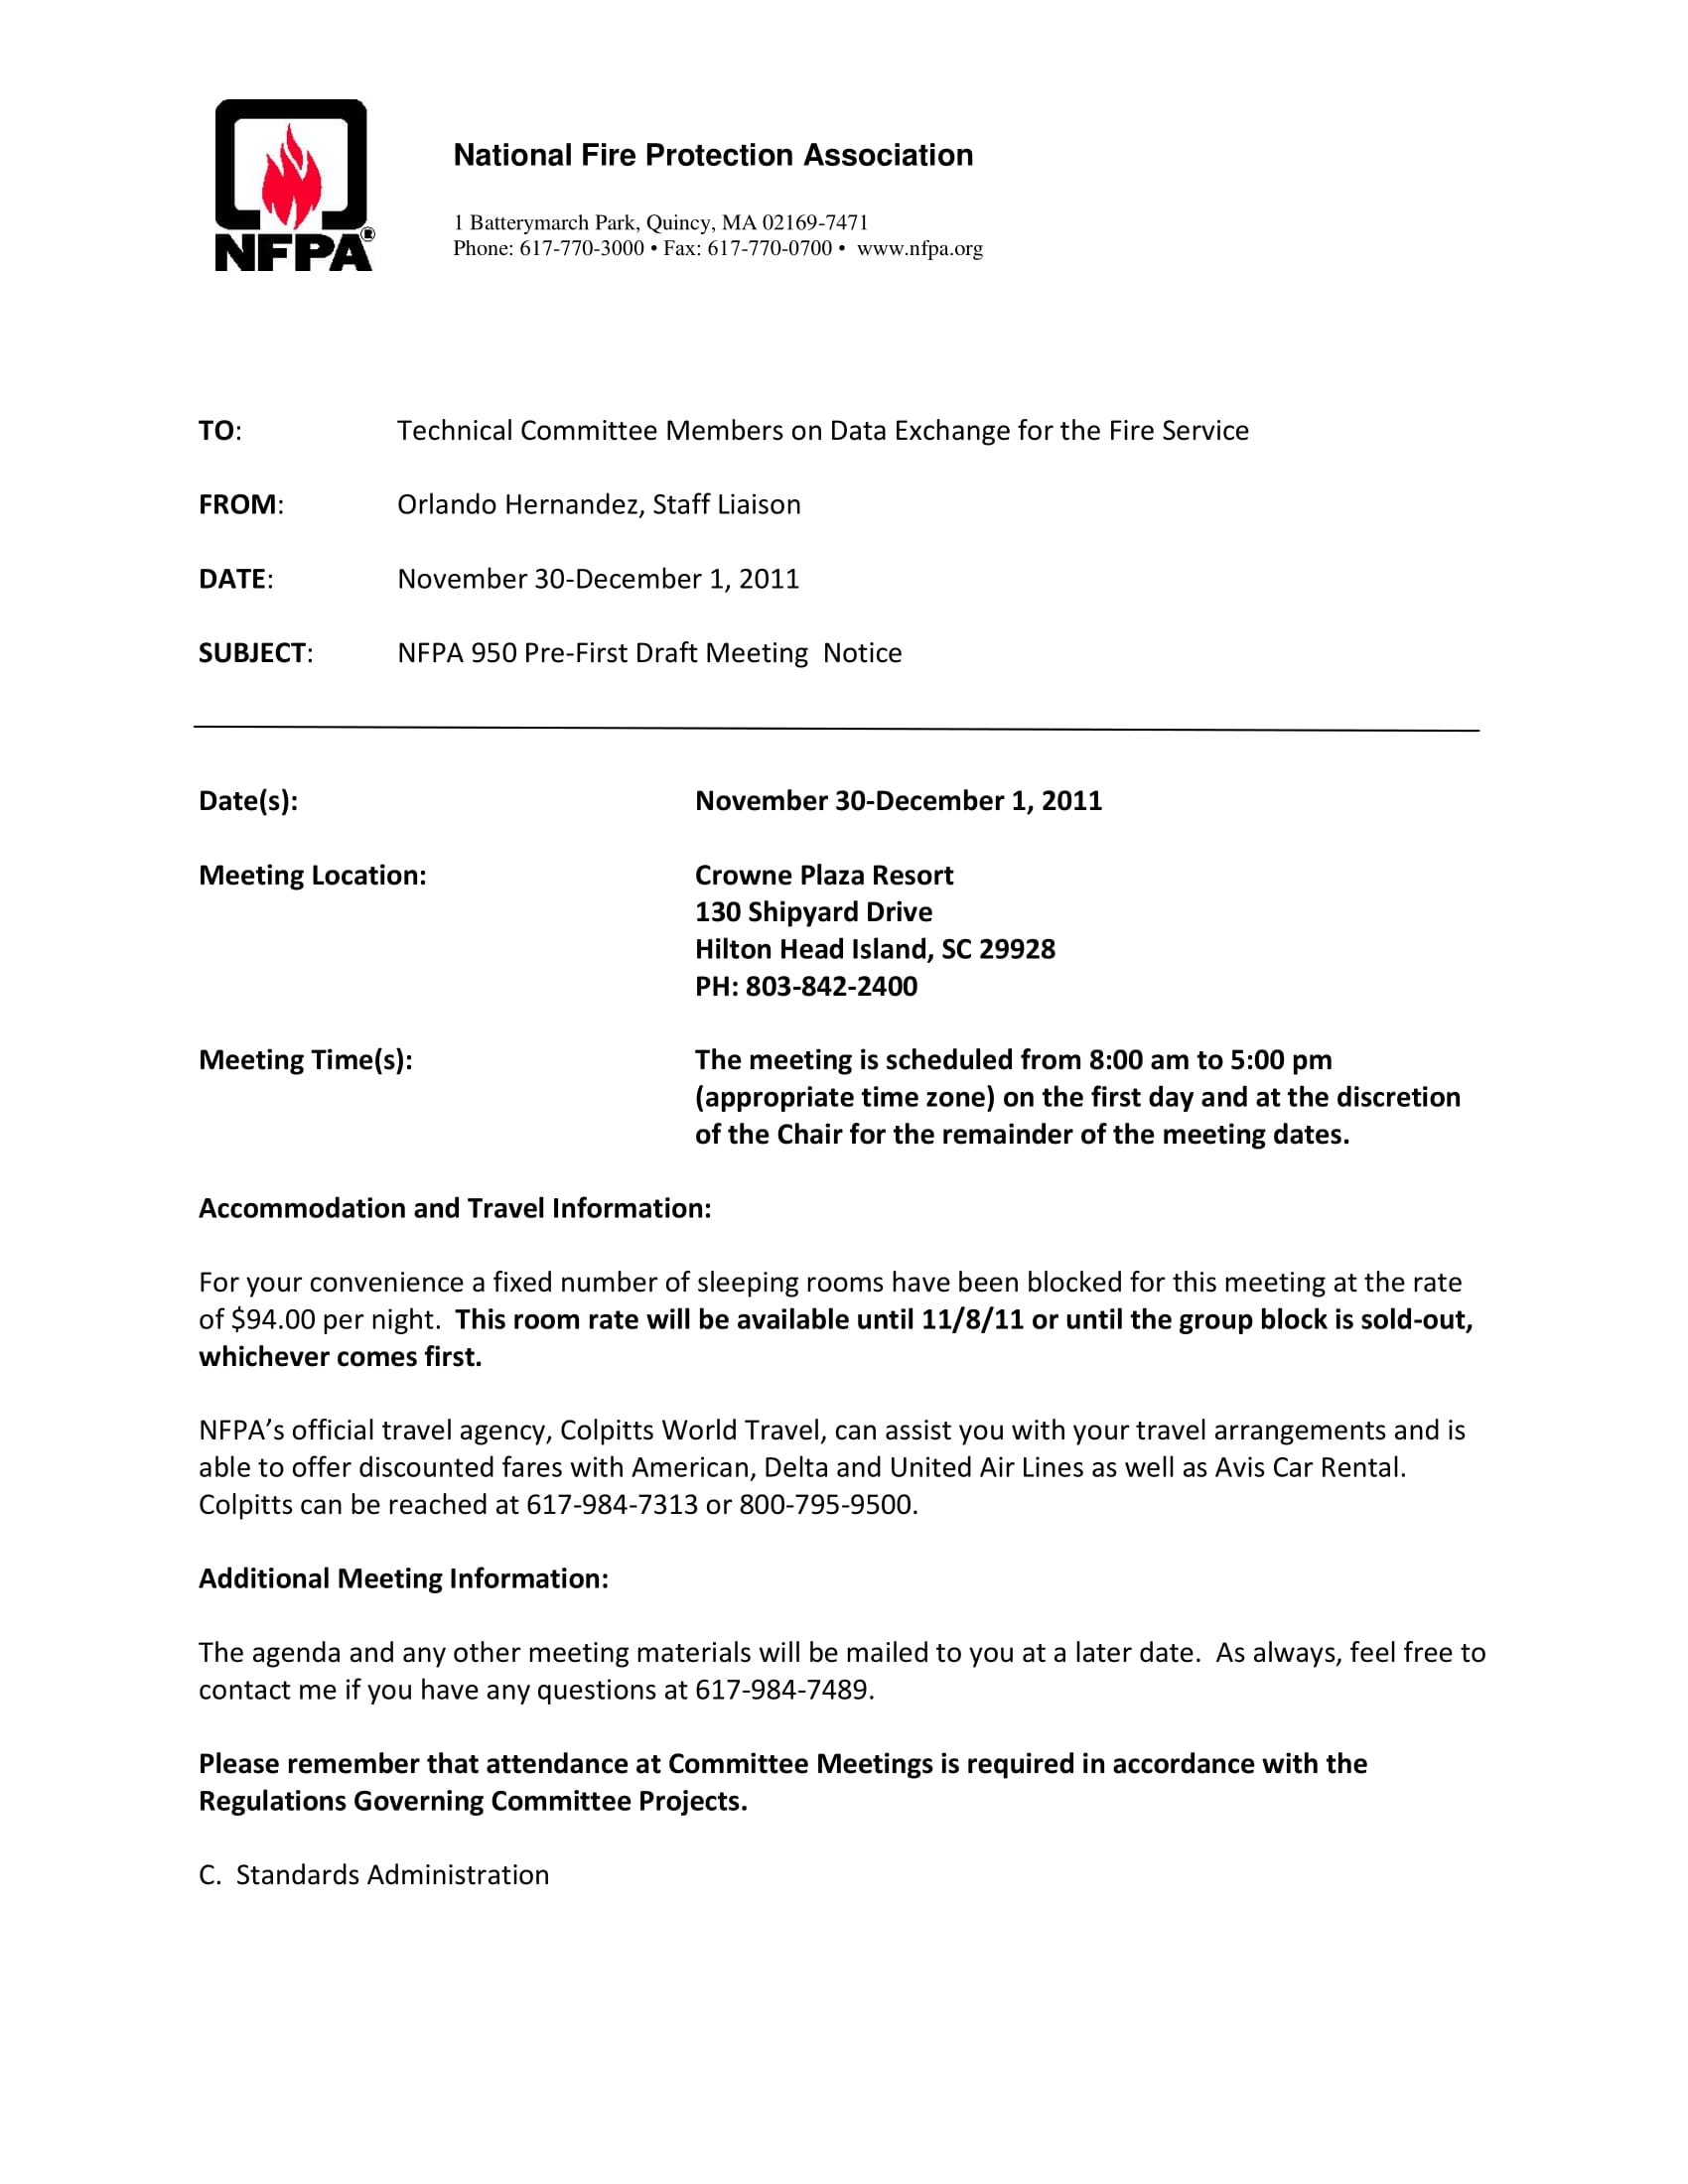 NFPA®
National Fire Protection Association
1 Batterymarch Park, Quincy, MA 02169-7471
Phone: 617-770-3000 • Fax: 617-770-0700 • www.nfpa.org
TO: Technical Committee Members on Data Exchange for the Fire Service
FROM: Orlando Hernandez, Staff Liaison
DATE: November 30-December 1, 2011
SUBJECT: NFPA 950 Pre-First Draft Meeting  Notice
Date(s): November 30-December 1, 2011
Meeting Location: Crowne Plaza Resort
130 Shipyard Drive
Hilton Head Island, SC 29928
PH: 803-842-2400
Meeting Time(s): The meeting is scheduled from 8:00 am to 5:00 pm
(appropriate time zone) on the first day and at the discretion
of the Chair for the remainder of the meeting dates.
Accommodation and Travel Information:
For your convenience a fixed number of sleeping rooms have been blocked for this meeting at the rate
of $94.00 per night.  This room rate will be available until 11/8/11 or until the group block is sold-out,
whichever comes first.
NFPA’s official travel agency, Colpitts World Travel, can assist you with your travel arrangements and is
able to offer discounted fares with American, Delta and United Air Lines as well as Avis Car Rental.
Colpitts can be reached at 617-984-7313 or 800-795-9500.
Additional Meeting Information:
The agenda and any other meeting materials will be mailed to you at a later date.  As always, feel free to
contact me if you have any questions at 617-984-7489.
Please remember that attendance at Committee Meetings is required in accordance with the
Regulations Governing Committee Projects.
C.  Standards Administration